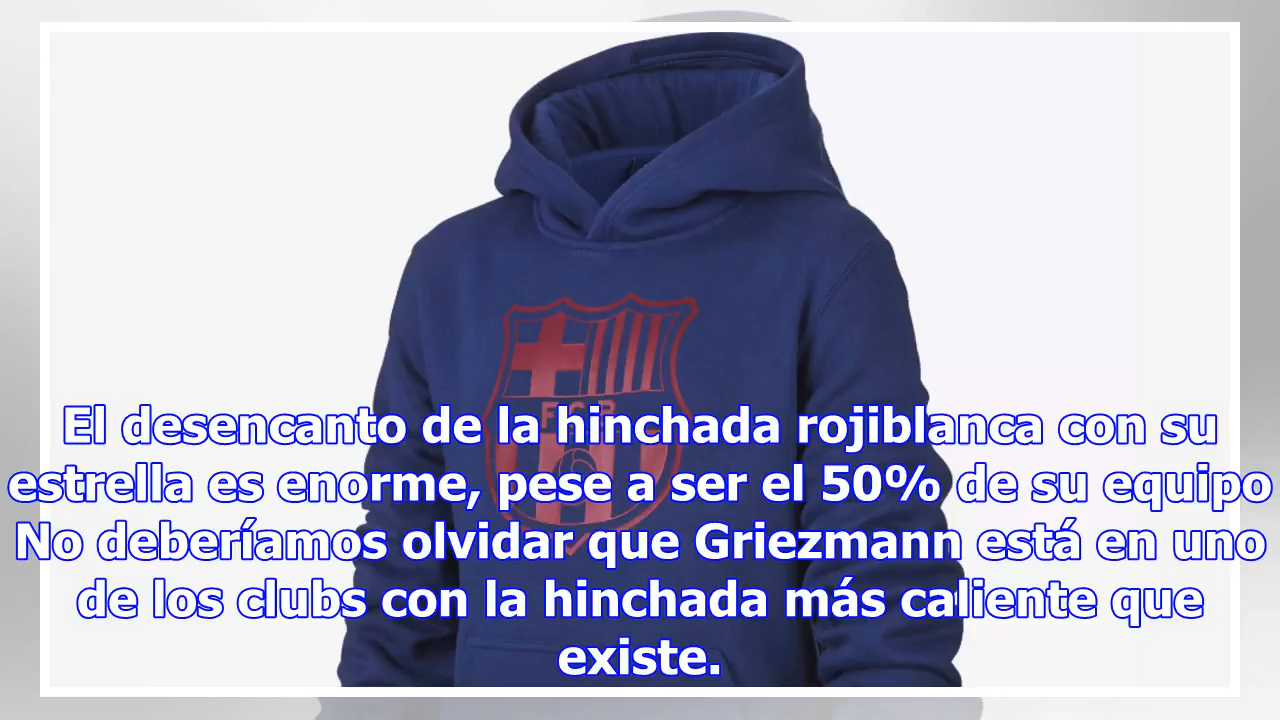 F C B
El desencanto de la hinchada rojiblanca con su
estrella es enorme, pese a ser el 50% de su equipo
No deberíamos olvidar que Griezmann está en uno
de los clubs con la hinchada más caliente que
existe.